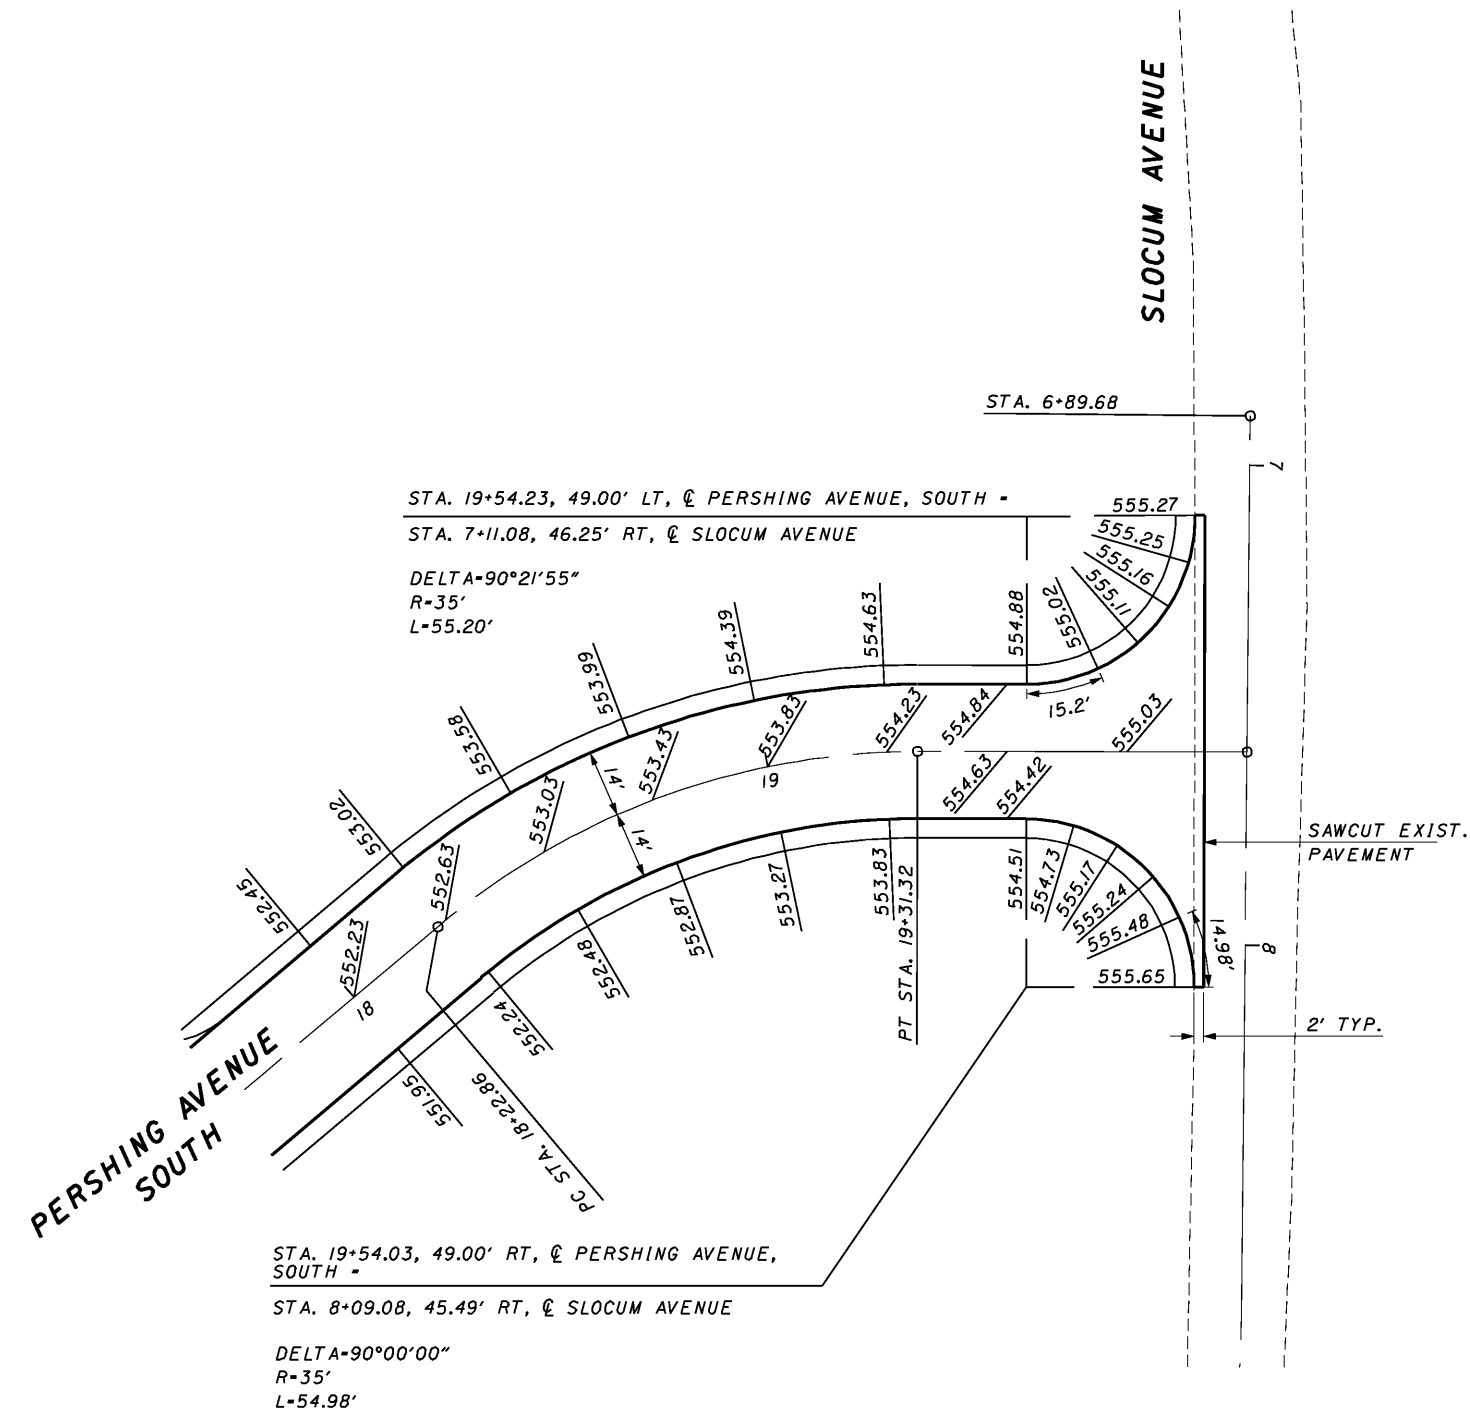 SLOCUM AVENUE
STA. 6+89.68
7
STA. 19+54.23, 49.00' LT, ℄ PERSHING AVENUE, SOUTH =
STA. 7+11.08, 46.25' RT, ℄ SLOCUM AVENUE
DELTA=90°21'55"
R=35'
L=55.20'
555.27
555.25
555.16
555.11
555.02
554.88
554.63
554.39
553.99
553.58
553.02
552.45
15.2'
554.84
554.23
553.83
553.43
553.03
552.63
552.23
555.03
554.63
554.42
14'
14'
19
18
SAWCUT EXIST.
PAVEMENT
554.51
554.73
555.17
555.24
555.48
555.65
14.98'
8
553.83
553.27
552.87
552.48
552.24
551.95
PT STA. 19+31.32
PC STA. 18+22.86
2' TYP.
PERSHING AVENUE
SOUTH
STA. 19+54.03, 49.00' RT, ℄ PERSHING AVENUE,
SOUTH =
STA. 8+09.08, 45.49' RT, ℄ SLOCUM AVENUE
DELTA=90°00'00"
R=35'
L=54.98'